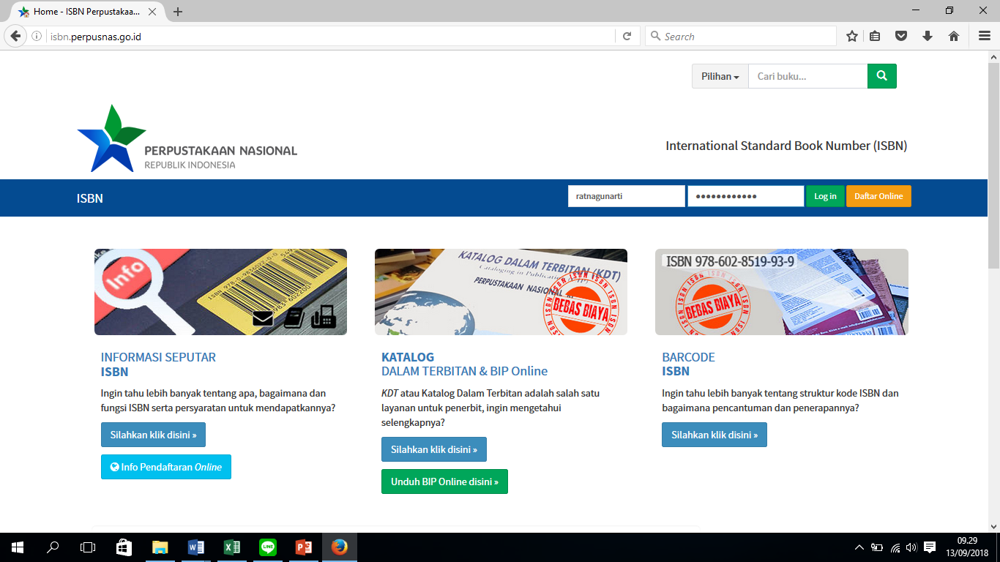 Home - ISBN Perpustakaa...
isbn.perpusnas.go.id
Search
Pilihan
Cari buku...
PERPUSTAKAAN NASIONAL
REPUBLIK INDONESIA
International Standard Book Number (ISBN)
ISBN
ratnagunarti
••••••••••••
Log in
Daftar Online
Info
KATALOG DALAM TERBITAN (KDT)
PERPUSTAKAAN NASIONAL
BEBAS BIAYA
ISBN 978-602-8519-93-9
BEBAS BIAYA
INFORMASI SEPUTAR
ISBN
Ingin tahu lebih banyak tentang apa, bagaimana dan
fungsi ISBN serta persyaratan untuk mendapatkannya?
Silahkan klik disini »
Info Pendaftaran Online
KATALOG
DALAM TERBITAN & BIP Online
KDT atau Katalog Dalam Terbitan adalah salah satu
layanan untuk penerbit, ingin mengetahui
selengkapnya?
Silahkan klik disini »
Unduh BIP Online disini »
BARCODE
ISBN
Ingin tahu lebih banyak tentang struktur kode ISBN dan
bagaimana pencantuman dan penerapannya?
Silahkan klik disini »
LINE
09.29
13/09/2018